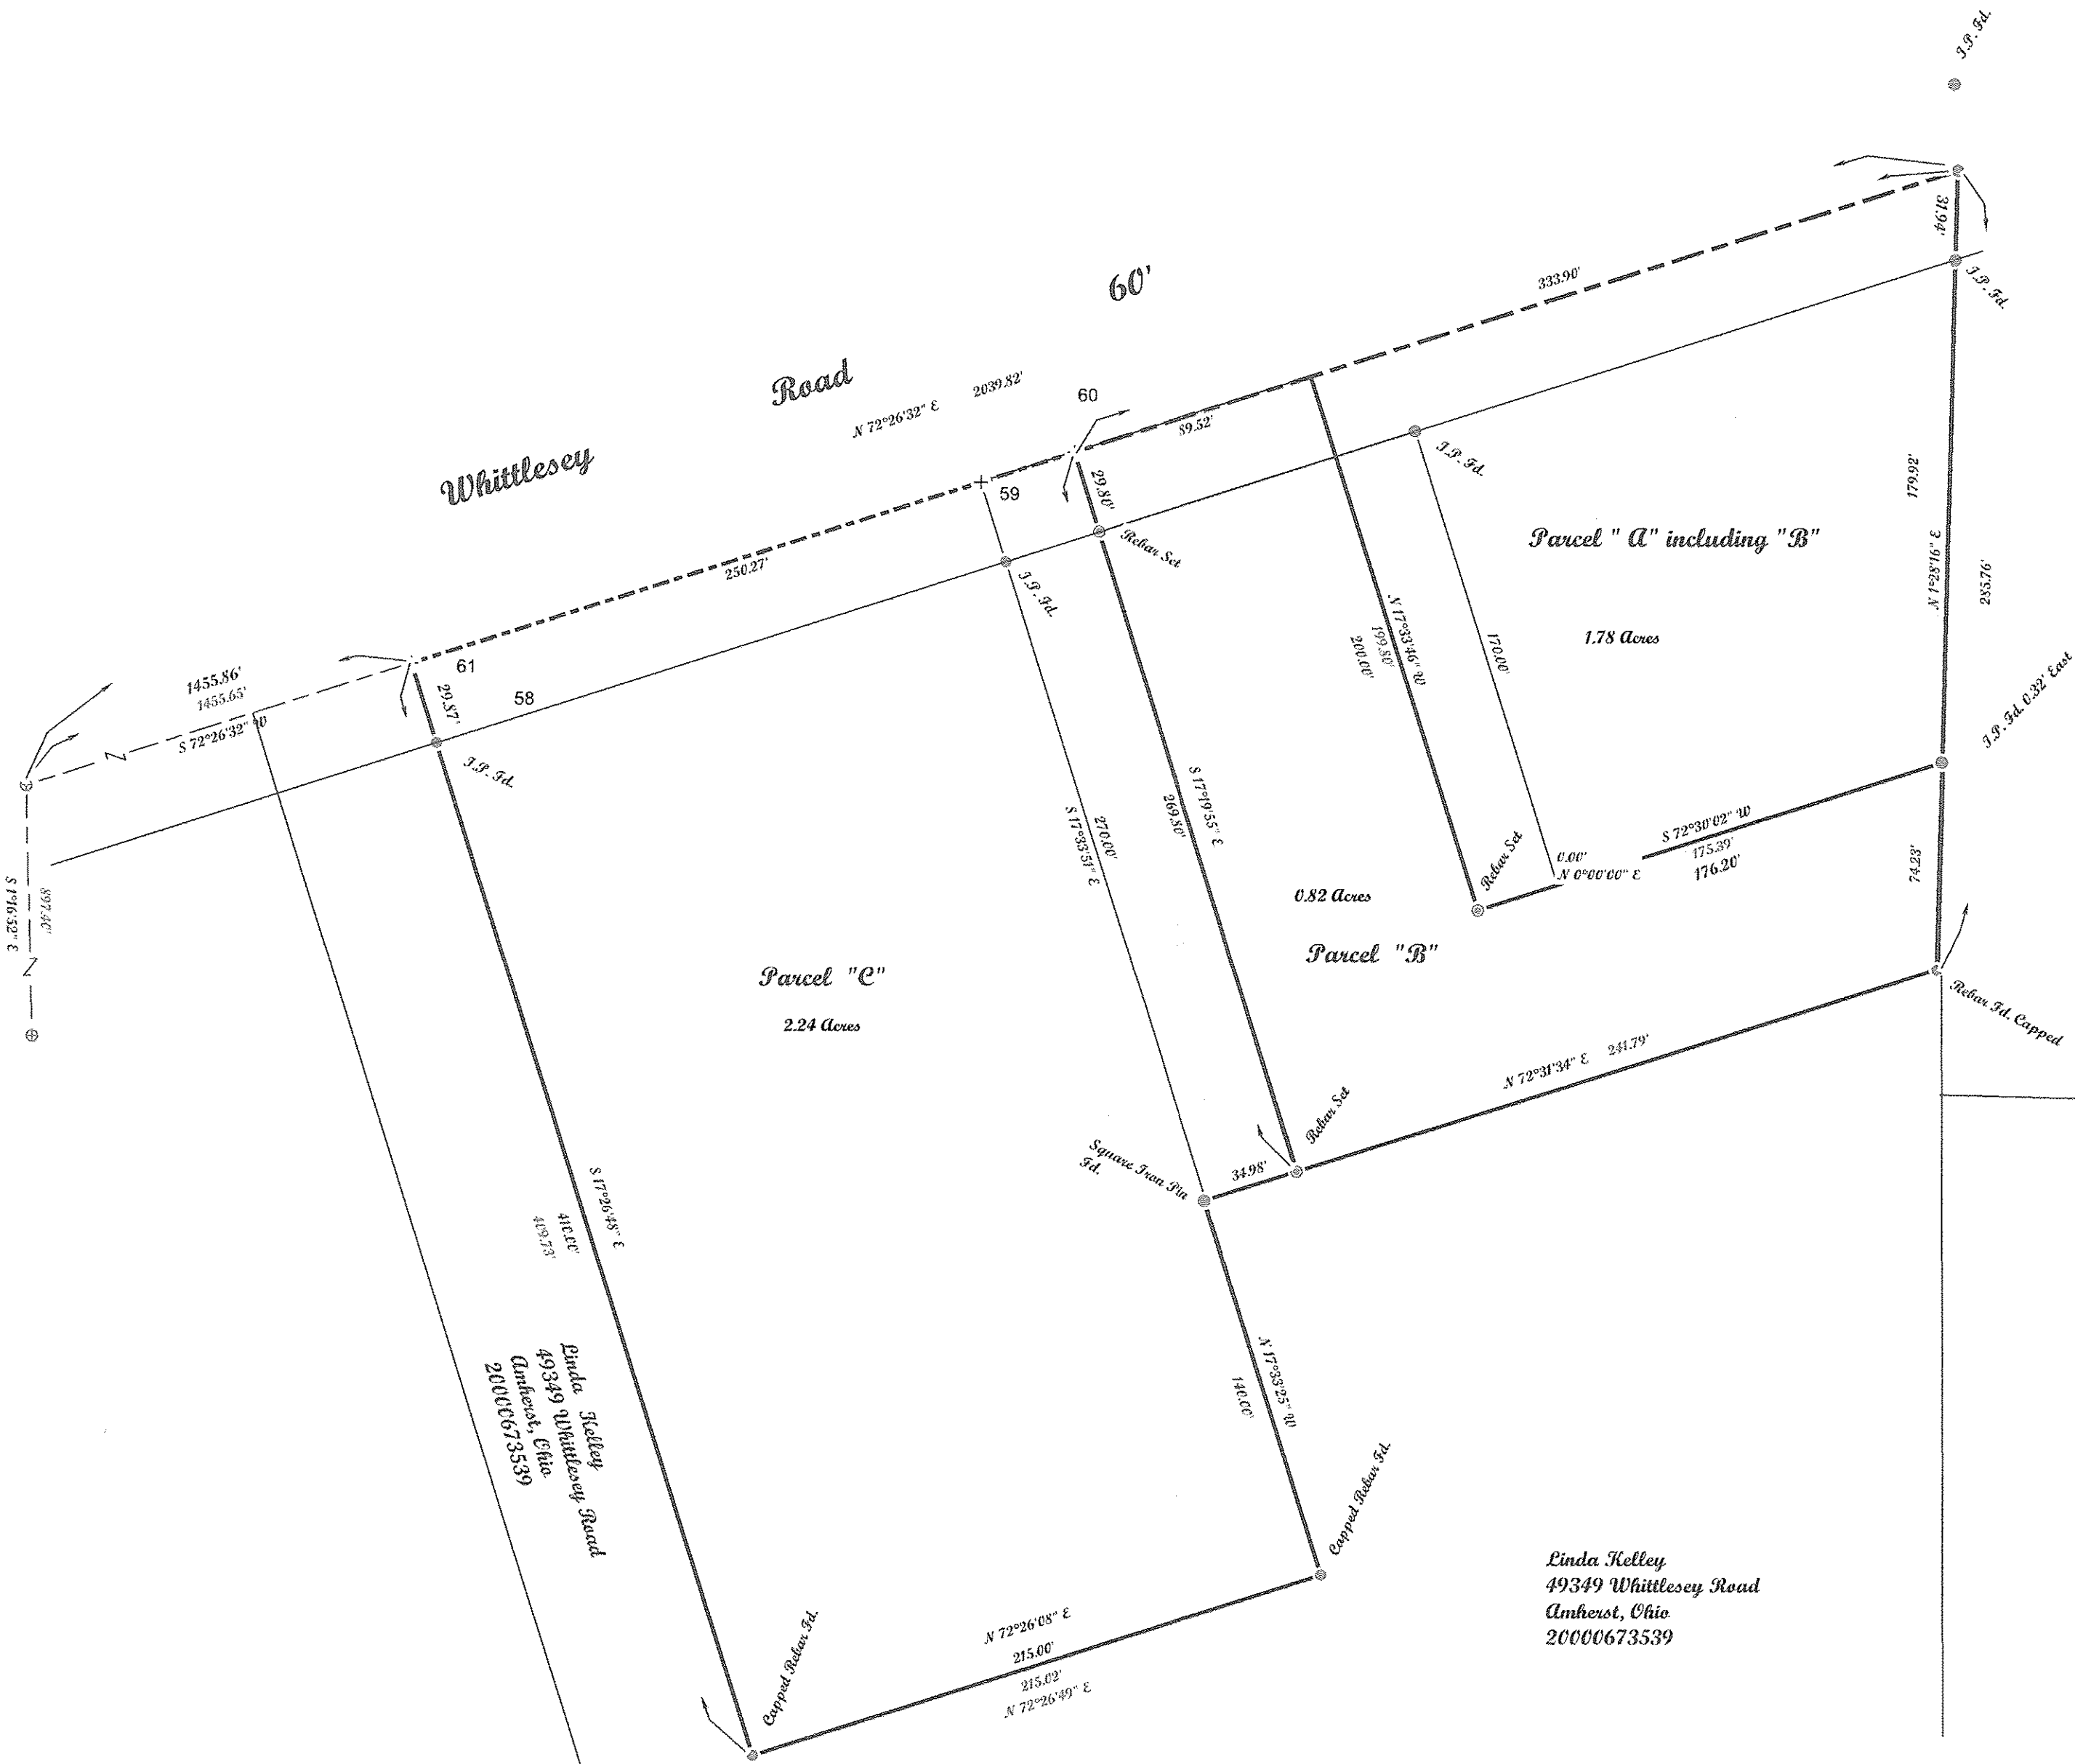 I.P. Fd.
31.94'
I.P. Fd.
333.90'
60'
Road
N 72°26'32" E 2039.82'
60
89.52'
Whittlesey
59
29.80'
Rebar Set
I.P. Fd.
I.P. Fd.
250.27'
179.92'
N 1°28'16" E
285.76'
Parcel " A" including "B"
1.78 Acres
N 17°33'46" W
199.80'
200.00'
170.00'
61
58
29.87'
I.P. Fd.
1455.86'
1455.65'
S 72°26'32" W
897.40'
S 1°16'52" E
I.P. Fd. 0.32' East
S 72°30'02" W
175.39'
176.20'
0.00'
N 0°00'00" E
Rebar Set
74.23'
S 17°19'55" E
269.80'
270.00'
S 17°33'51" E
0.82 Acres
Parcel "B"
Parcel "C"
2.24 Acres
Rebar Fd. Capped
N 72°31'34" E 241.79'
Rebar Set
34.98'
Square Iron Pin
Fd.
S 17°26'48" E
410.00'
409.73'
N 17°33'25" W
140.00'
Linda Kelley
49349 Whittlesey Road
Amherst, Ohio
20000673539
Capped Rebar Fd.
Capped Rebar Fd.
N 72°26'08" E
215.00'
215.02'
N 72°26'49" E
Linda Kelley
49349 Whittlesey Road
Amherst, Ohio
20000673539